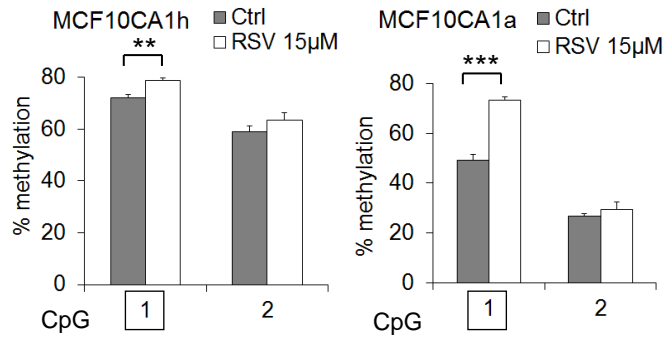 MCF10CA1h
Ctrl
RSV 15µM
**
% methylation
80
60
40
20
0
CpG
1
2
MCF10CA1a
Ctrl
RSV 15µM
***
% methylation
80
60
40
20
0
CpG
1
2